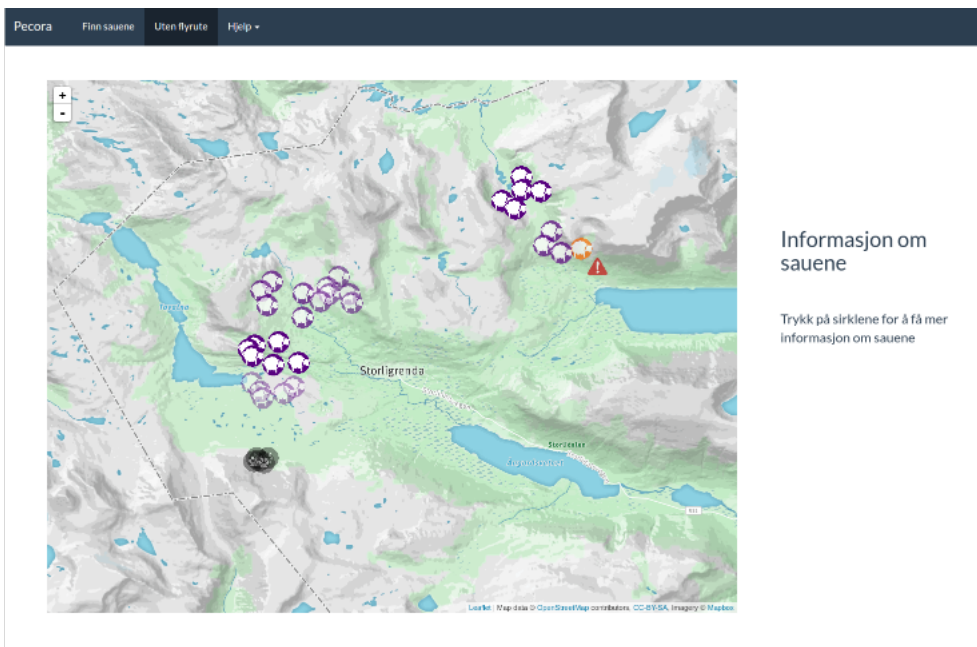 Pecora
Finn sauene
Uten flyrute
Hjelp
+
-
Storligrenda
Informasjon om
sauene
Trykk på sirklene for å få mer
informasjon om sauene
Leaflet | Map data © OpenStreetMap contributors, CC-BY-SA, Imagery © Mapbox